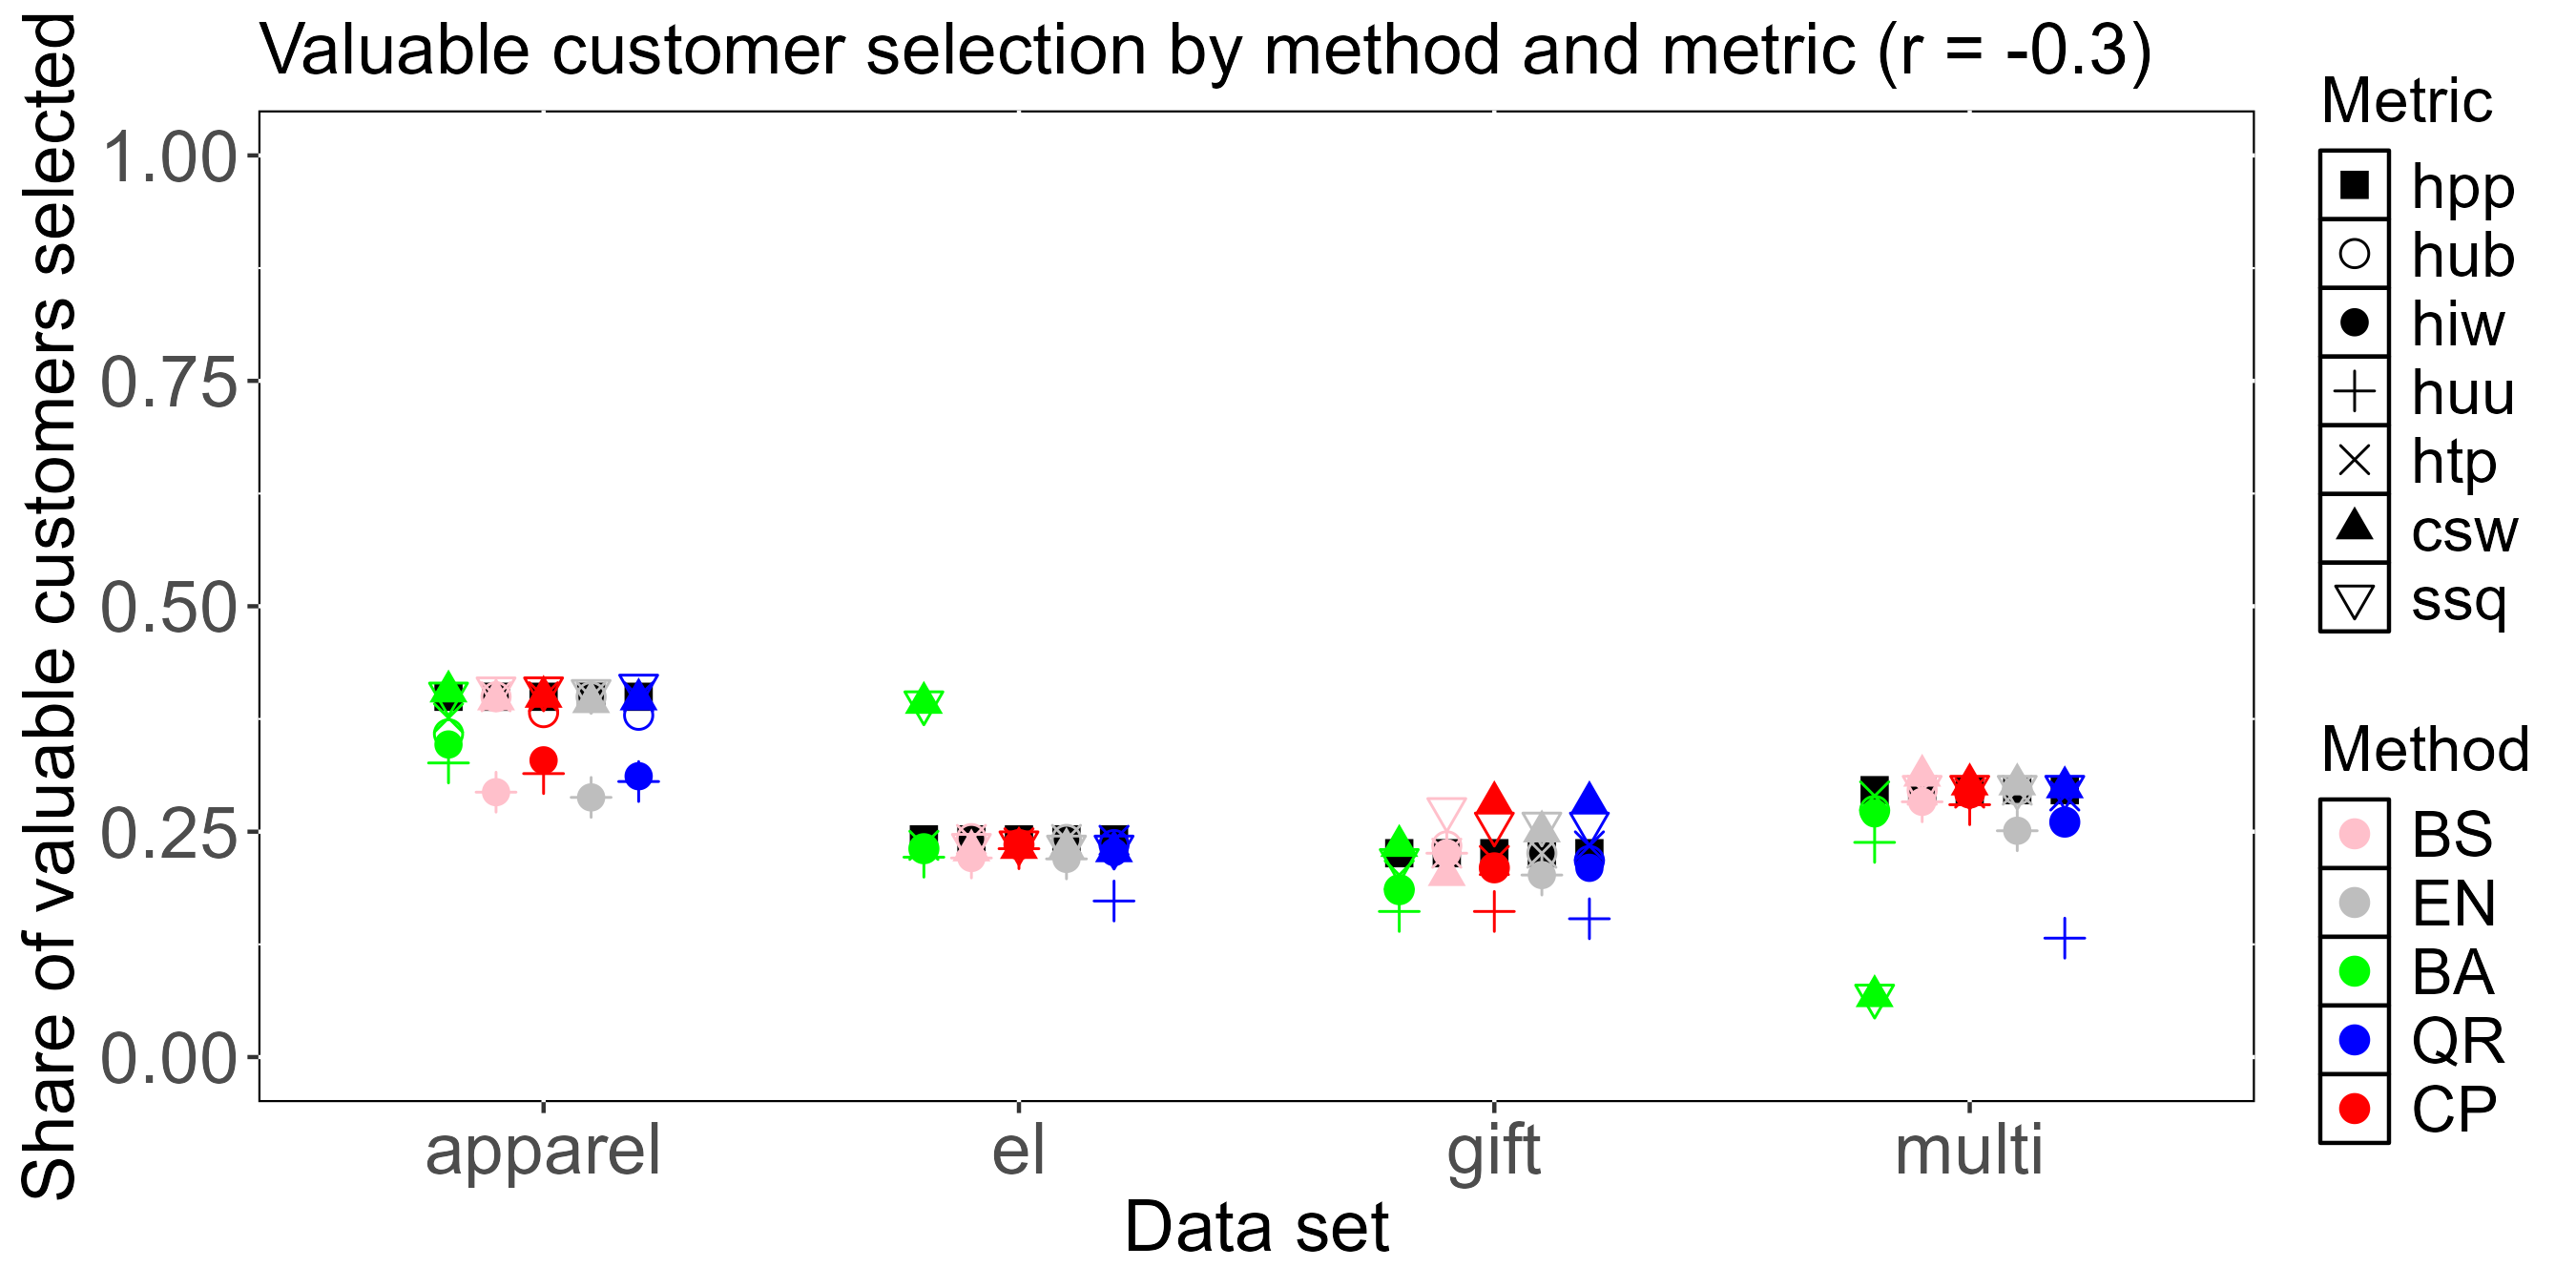 Valuable customer selection by method and metric (r = -0.3)
Share of valuable customers selected
1.00
0.75
0.50
0.25
0.00
apparel
el
gift
multi
Data set
Metric
hpp
hub
hiw
huu
htp
csw
ssq
Method
BS
EN
BA
QR
CP